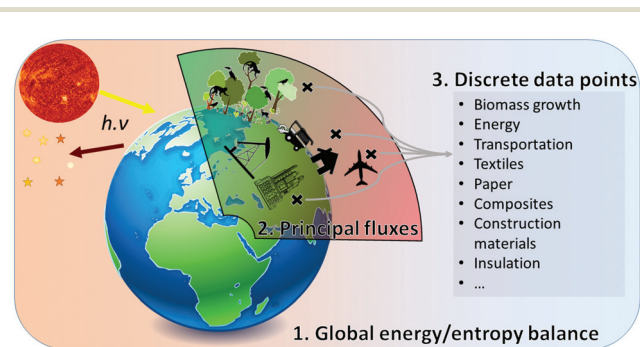 h.ν
2. Principal fluxes
3. Discrete data points
• Biomass growth
• Energy
• Transportation
• Textiles
• Paper
• Composites
• Construction
materials
• Insulation
• ...
1. Global energy/entropy balance